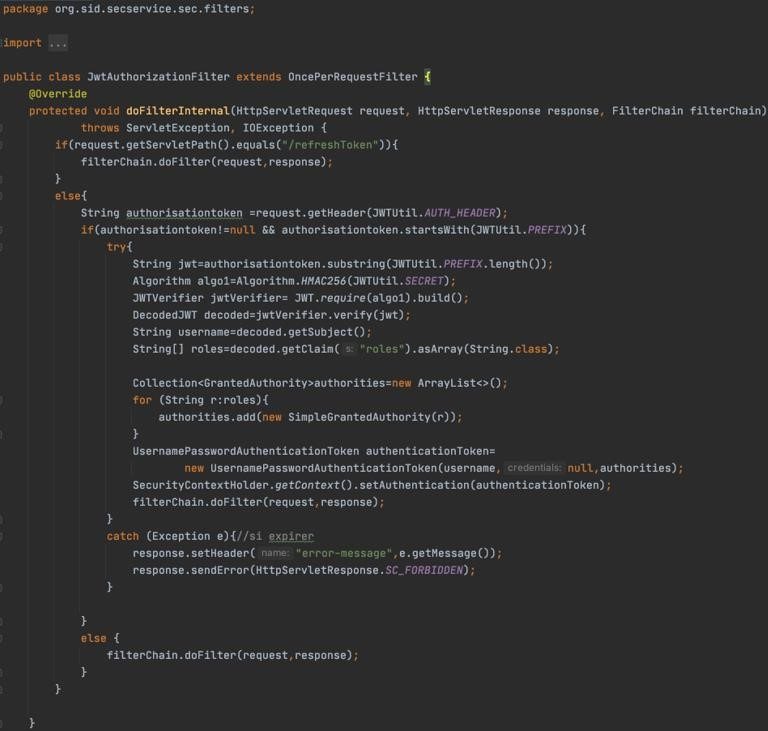 package org.sid.secservice.sec.filters;
import ...
public class JwtAuthorizationFilter extends OncePerRequestFilter {
@Override
protected void doFilterInternal(HttpServletRequest request, HttpServletResponse response, FilterChain filterChain)
throws ServletException, IOException {
if(request.getServletPath().equals("/refreshToken")){
filterChain.doFilter(request,response);
}
else{
String authorisationtoken =request.getHeader(JWTUtil.AUTH_HEADER);
if(authorisationtoken!=null && authorisationtoken.startsWith(JWTUtil.PREFIX)){
try{
String jwt=authorisationtoken.substring(JWTUtil.PREFIX.length());
Algorithm algo1=Algorithm.HMAC256(JWTUtil.SECRET);
JWTVerifier jwtVerifier= JWT.require(algo1).build();
DecodedJWT decoded=jwtVerifier.verify(jwt);
String username=decoded.getSubject();
String[] roles=decoded.getClaim( s: "roles").asArray(String.class);
Collection<GrantedAuthority>authorities=new ArrayList<>();
for (String r:roles){
authorities.add(new SimpleGrantedAuthority(r));
}
UsernamePasswordAuthenticationToken authenticationToken=
new UsernamePasswordAuthenticationToken(username, credentials: null,authorities);
SecurityContextHolder.getContext().setAuthentication(authenticationToken);
filterChain.doFilter(request,response);
}
catch (Exception e){//si expirer
response.setHeader( name: "error-message",e.getMessage());
response.sendError(HttpServletResponse.SC_FORBIDDEN);
}
}
else {
filterChain.doFilter(request,response);
}
}
}